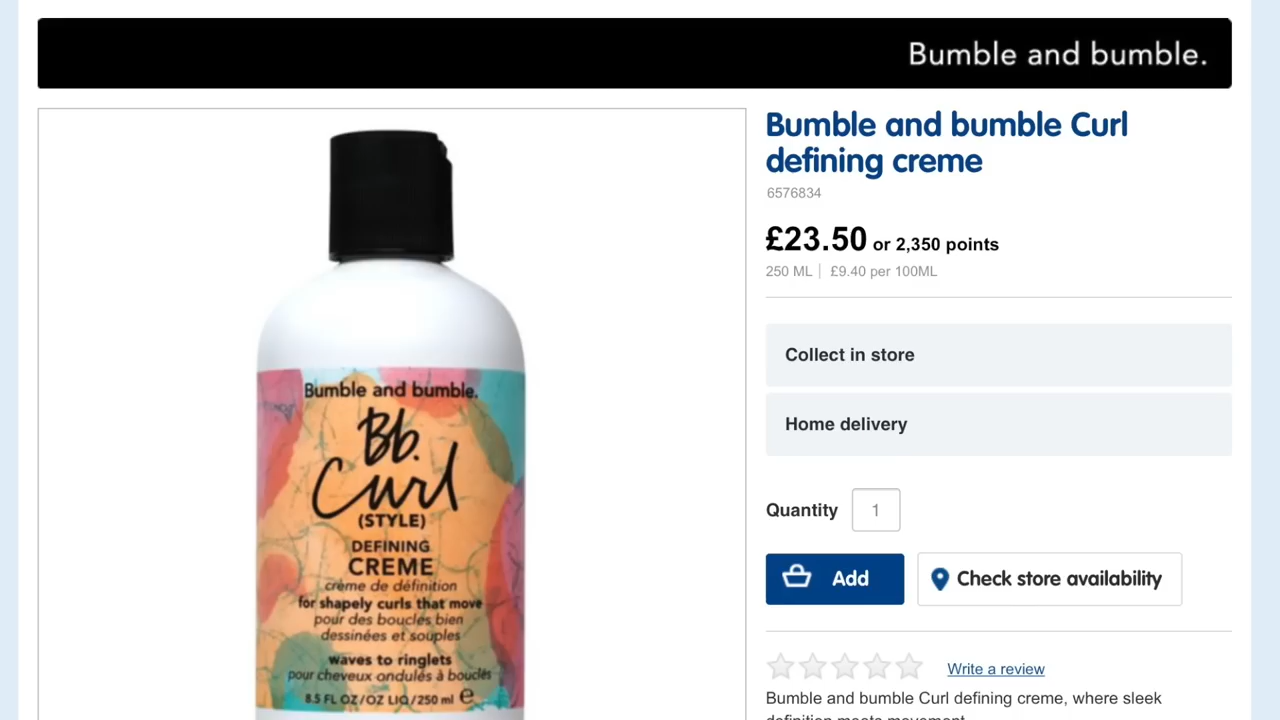 Bumble and bumble.
Bumble and bumble Curl
defining creme
6576834
£23.50 or 2,350 points
250 ML | £9.40 per 100ML
Collect in store
Home delivery
Quantity 1
Add
Check store availability
Write a review
Bumble and bumble Curl defining creme, where sleek
definition meets movement
Bumble and bumble.
Bb.
Curl
(STYLE)
DEFINING
CREME
crème de définition
for shapely curls that move
pour des boucles bien
dessinées et souples
waves to ringlets
pour cheveux ondulés à bouclés
8.5 FL OZ/OZ LIQ/250 ml e